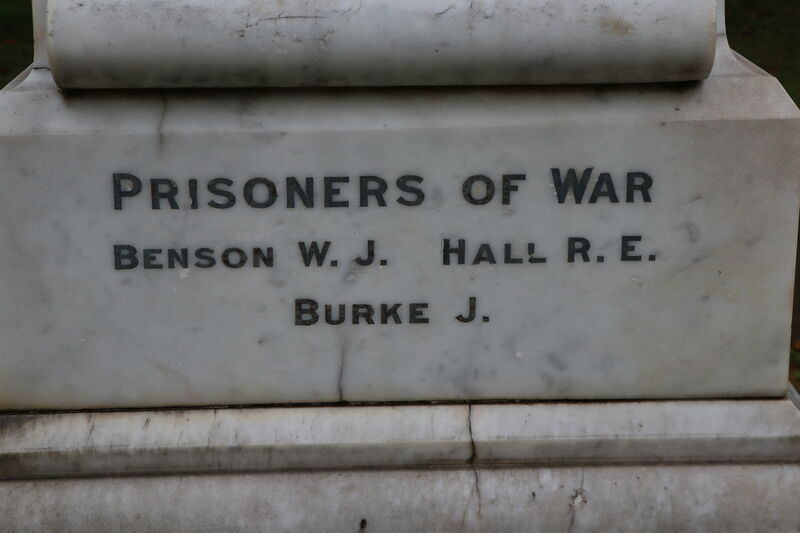 PRISONERS OF WAR
BENSON W. J. HALL R. E.
BURKE J.